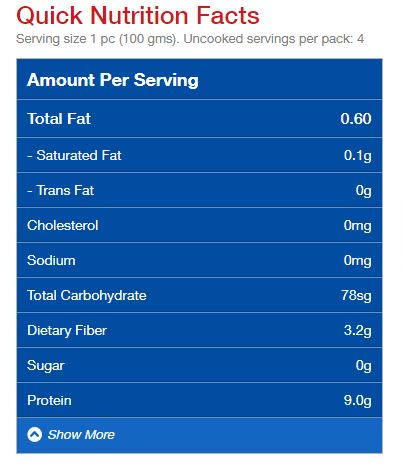 Quick Nutrition Facts
Serving size 1 pc (100 gms). Uncooked servings per pack: 4
Amount Per Serving
Total Fat 0.60
- Saturated Fat 0.1g
- Trans Fat 0g
Cholesterol 0mg
Sodium 0mg
Total Carbohydrate 78sg
Dietary Fiber 3.2g
Sugar 0g
Protein 9.0g
Show More